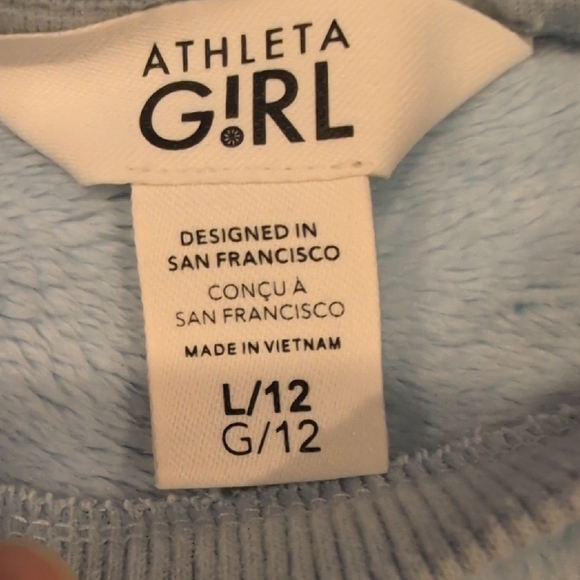 ATHLETA
G!RL
DESIGNED IN
SAN FRANCISCO
CONÇU À
SAN FRANCISCO
MADE IN VIETNAM
L/12
G/12